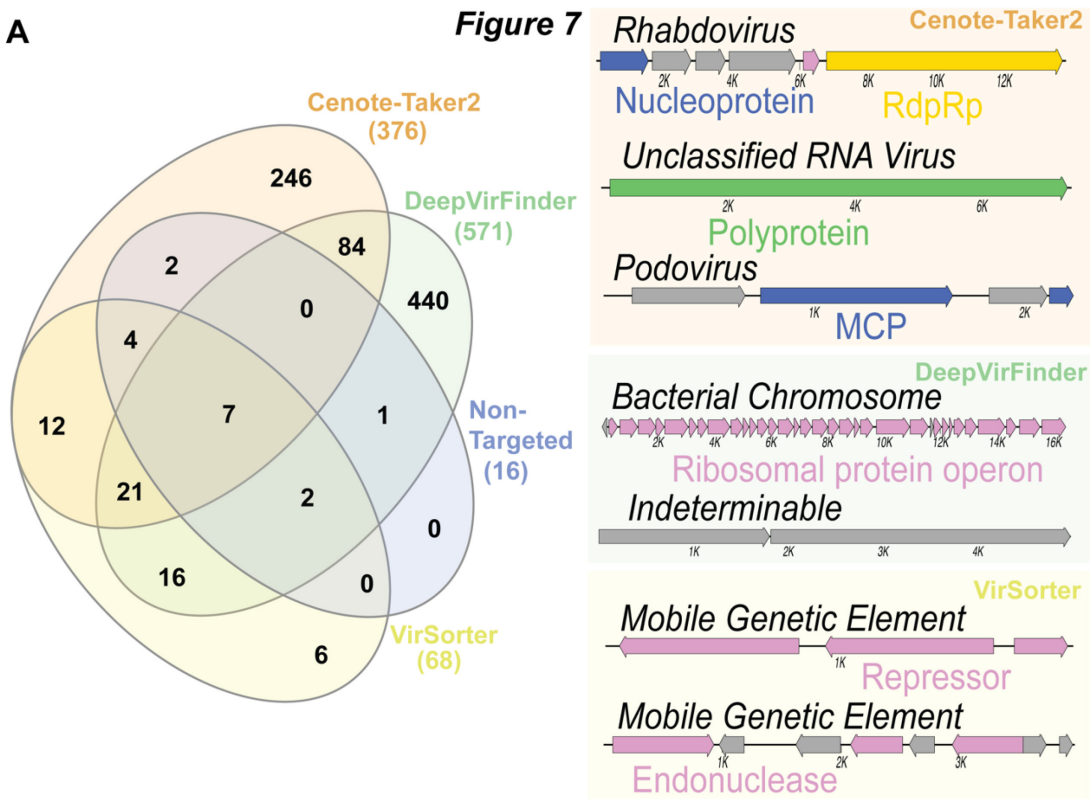 A
Figure 7
Cenote-Taker2
(376)
DeepVirFinder
(571)
Non-
Targeted
(16)
VirSorter
(68)
246
84
2
0
440
4
12
7
1
21
2
0
16
0
6
Cenote-Taker2
Rhabdovirus
2K 4K 6K 8K 10K 12K
Nucleoprotein RdpRp
Unclassified RNA Virus
2K 4K 6K
Polyprotein
Podovirus
1K 2K
MCP
DeepVirFinder
Bacterial Chromosome
2K 4K 6K 8K 10K 12K 14K 16K
Ribosomal protein operon
Indeterminable
1K 2K 3K 4K
VirSorter
Mobile Genetic Element
1K
Repressor
Mobile Genetic Element
1K 2K 3K
Endonuclease